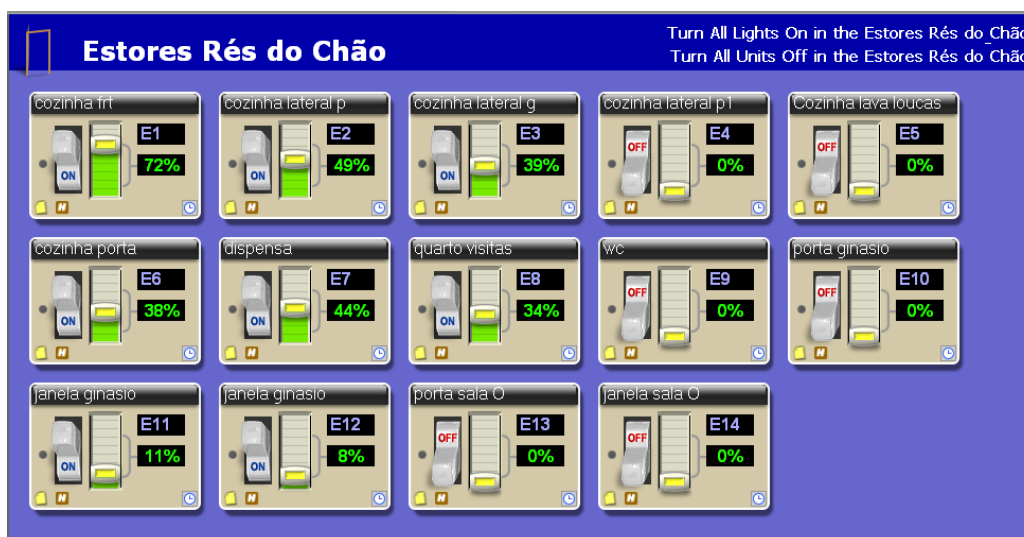 Estores Rés do Chão
Turn All Lights On in the Estores Rés do Chão
Turn All Units Off in the Estores Rés do Chão
cozinha frt
E1
ON
72%
H
cozinha lateral p
E2
ON
49%
H
cozinha lateral g
E3
ON
39%
H
cozinha lateral p1
E4
OFF
0%
H
Cozinha lava loucas
E5
OFF
0%
H
cozinha porta
E6
ON
38%
H
dispensa
E7
ON
44%
H
quarto visitas
E8
ON
34%
H
wc
E9
OFF
0%
H
porta ginasio
E10
OFF
0%
H
janela ginasio
E11
ON
11%
H
janela ginasio
E12
ON
8%
H
porta sala O
E13
OFF
0%
H
janela sala O
E14
OFF
0%
H